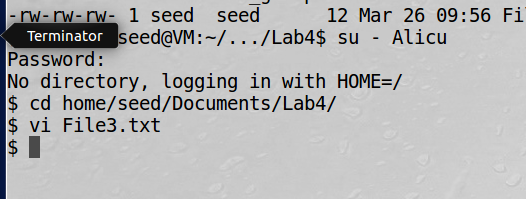 -rw-rw-rw- 1 seed  seed      12 Mar 26 09:56 Fi
Terminator
seed@VM:~/.../Lab4$ su - Alicu
Password:
No directory, logging in with HOME=/
$ cd home/seed/Documents/Lab4/
$ vi File3.txt
$